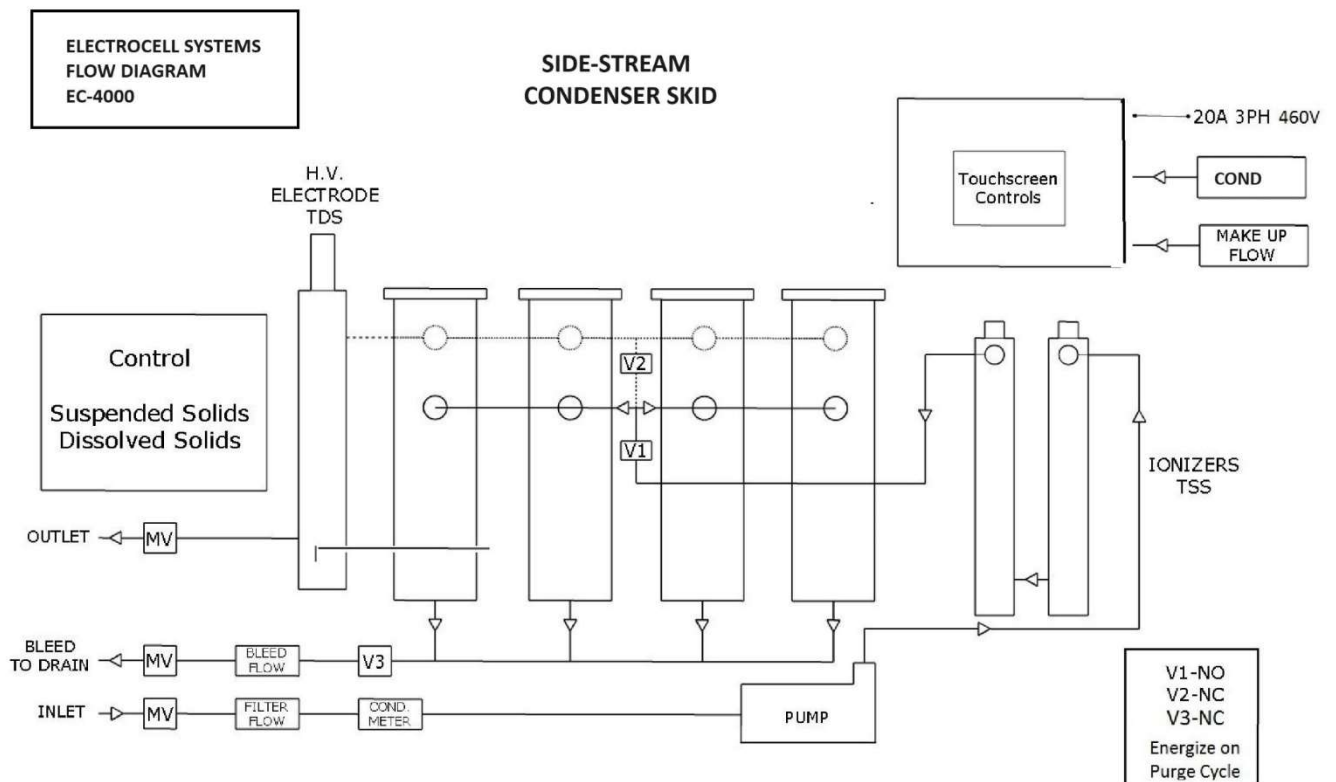 ELECTROCELL SYSTEMS
FLOW DIAGRAM
EC-4000
SIDE-STREAM
CONDENSER SKID
20A 3PH 460V
Touchscreen
Controls
COND
MAKE UP
FLOW
H.V.
ELECTRODE
TDS
Control
Suspended Solids
Dissolved Solids
V2
V1
IONIZERS
TSS
OUTLET
MV
BLEED
TO DRAIN
MV
BLEED
FLOW
V3
INLET
MV
FILTER
FLOW
COND.
METER
PUMP
V1-NO
V2-NC
V3-NC
Energize on
Purge Cycle